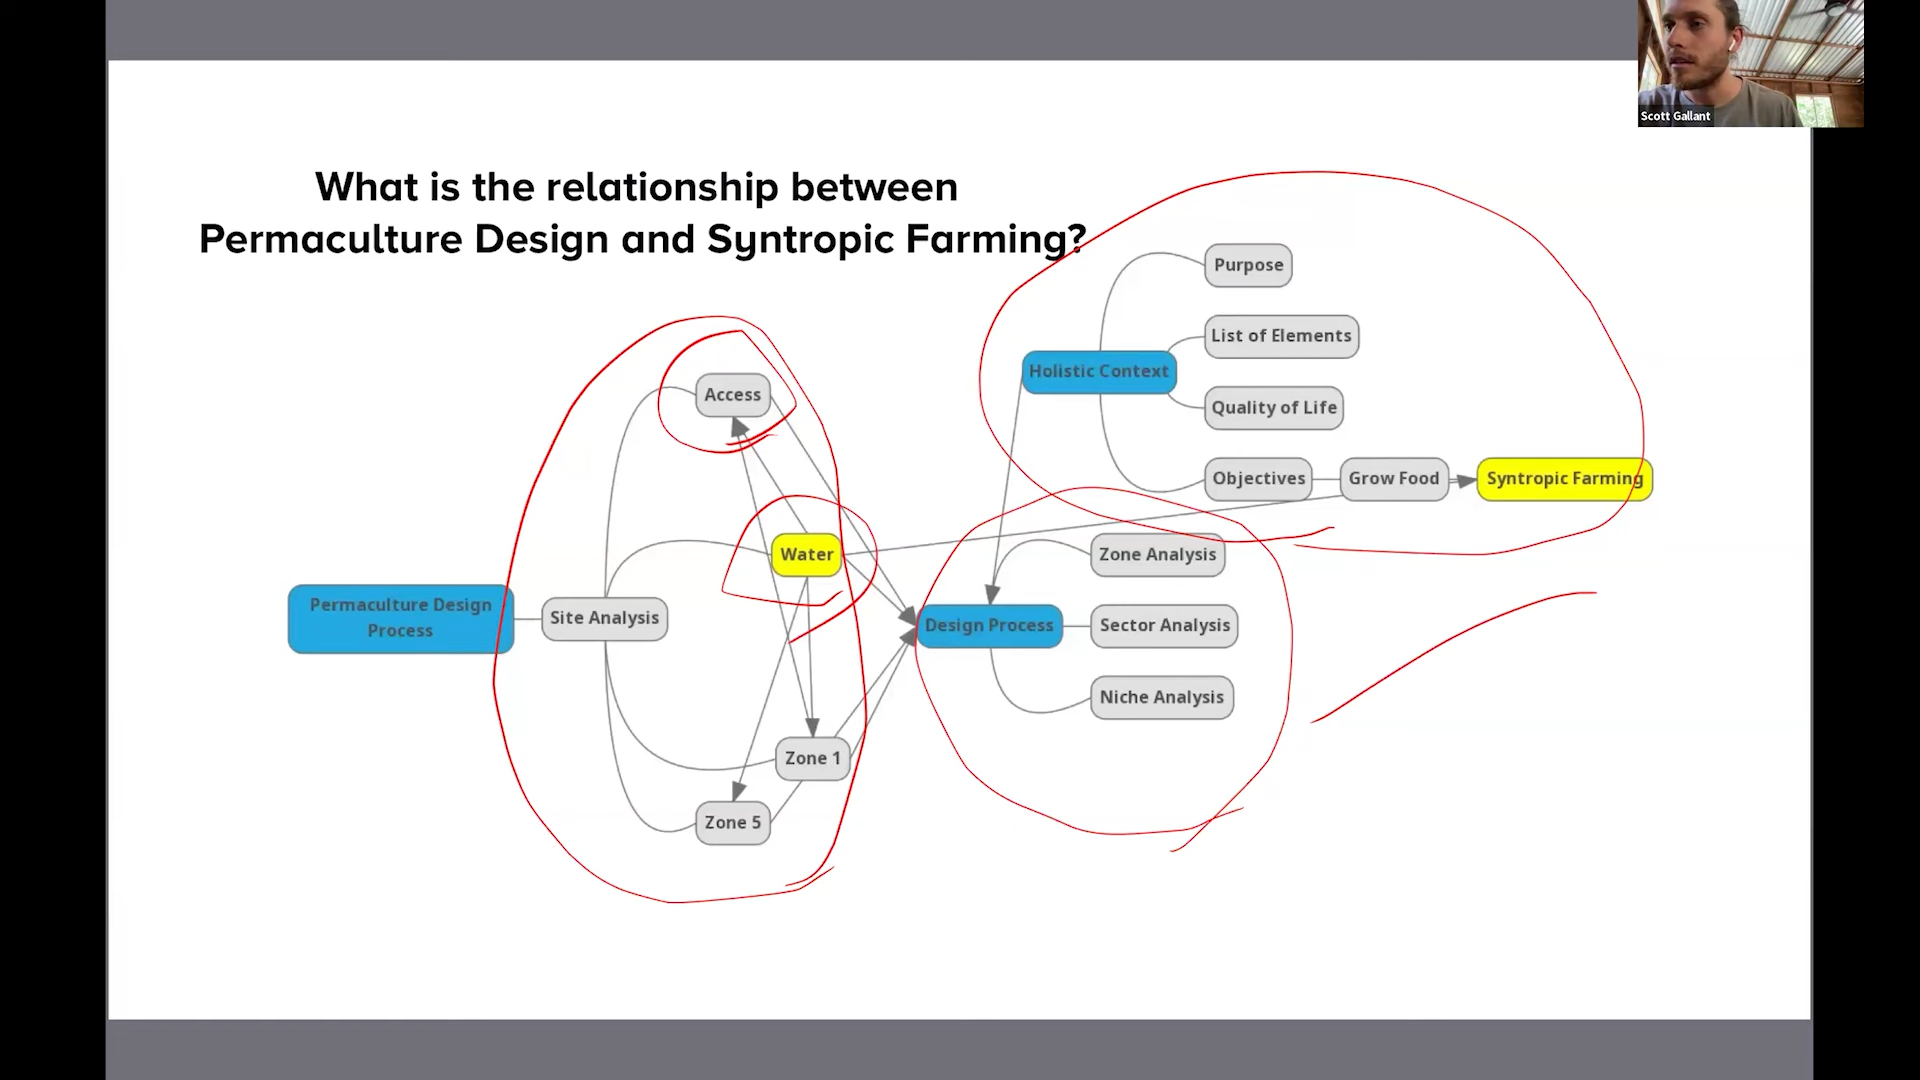 Scott Gallant
What is the relationship between
Permaculture Design and Syntropic Farming?
Purpose
List of Elements
Holistic Context
Quality of Life
Objectives
Grow Food
Syntropic Farming
Access
Water
Permaculture Design
Process
Site Analysis
Zone 1
Zone 5
Design Process
Zone Analysis
Sector Analysis
Niche Analysis